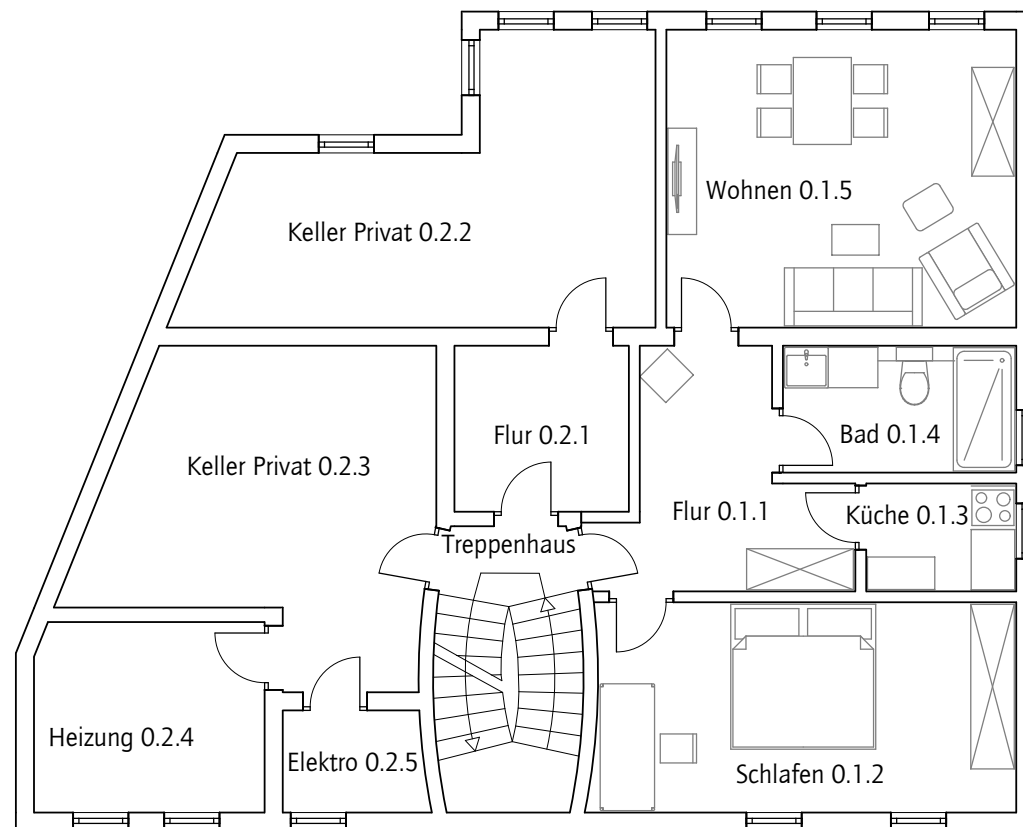 Wohnen 0.1.5
Keller Privat 0.2.2
Flur 0.2.1
Bad 0.1.4
Keller Privat 0.2.3
Flur 0.1.1
Küche 0.1.3
Treppenhaus
Heizung 0.2.4
Elektro 0.2.5
Schlafen 0.1.2